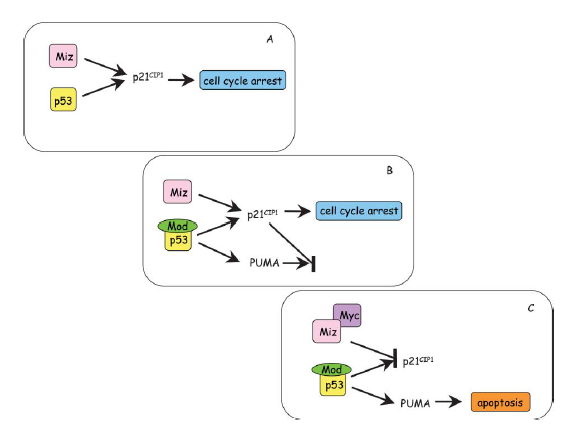 A
Miz
p21CIP1
cell cycle arrest
p53
B
Miz
p21CIP1
cell cycle arrest
Mod
p53
PUMA
C
Myc
Miz
p21CIP1
Mod
p53
PUMA
apoptosis